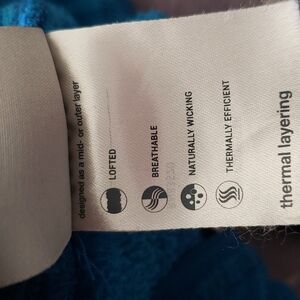 thermal layering
designed as a mid- or outer layer
LOFTED
BREATHABLE
NATURALLY WICKING
THERMALLY EFFICIENT